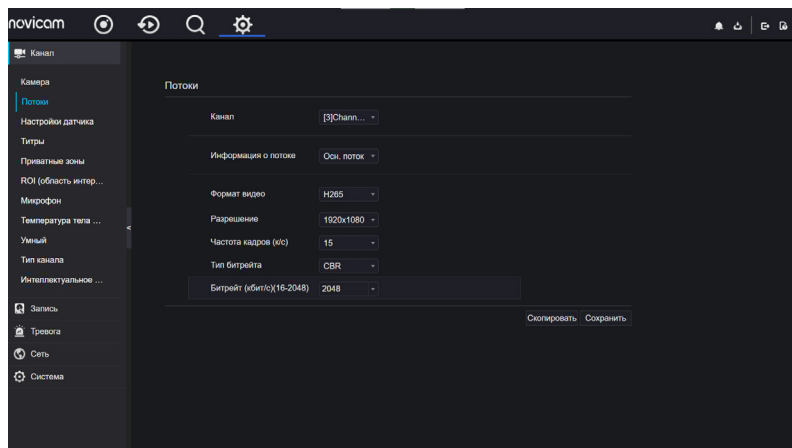 novicam
Канал
Камера
Потоки
Настройки датчика
Титры
Приватные зоны
ROI (область интер...
Микрофон
Температура тела ...
Умный
Тип канала
Интеллектуальное ...
Запись
Тревога
Сеть
Система
Потоки
Канал [3]Chann...
Информация о потоке Осн. поток
Формат видео H265
Разрешение 1920x1080
Частота кадров (к/с) 15
Тип битрейта CBR
Битрейт (кбит/с)(16-2048) 2048
Скопировать Сохранить